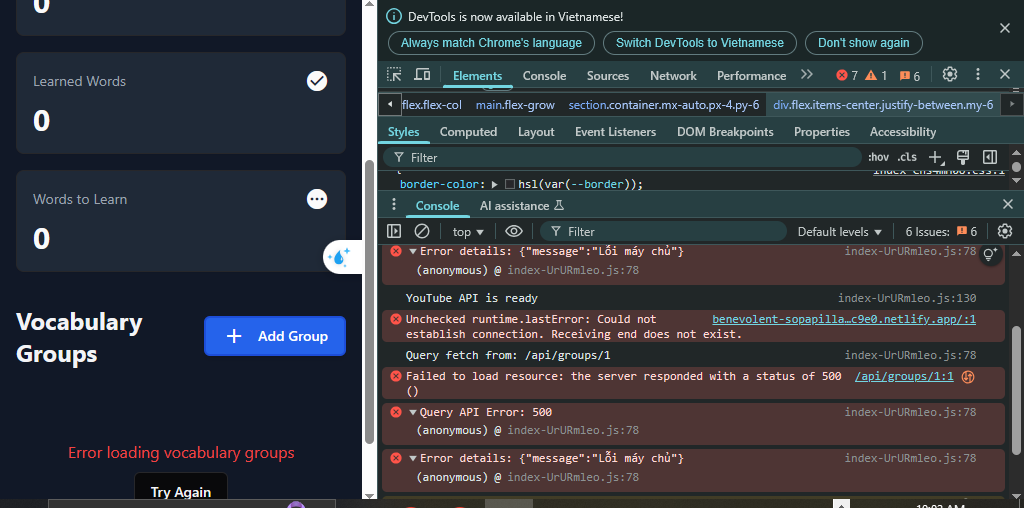 0
Learned Words
0
Words to Learn
0
Vocabulary
Groups
Add Group
Error loading vocabulary groups
Try Again
DevTools is now available in Vietnamese!
Always match Chrome's language
Switch DevTools to Vietnamese
Don't show again
Elements Console Sources Network Performance 7 1 6
flex.flex-col main.flex-grow section.container.mx-auto.px-4.py-6 div.flex.items-center.justify-between.my-6
Styles Computed Layout Event Listeners DOM Breakpoints Properties Accessibility
Filter :hov .cls
border-color: hsl(var(--border));
Console AI assistance
top Filter Default levels 6 Issues: 6
Error details: {"message":"Lỗi máy chủ"} index-UrURmleo.js:78
(anonymous) @ index-UrURmleo.js:78
YouTube API is ready index-UrURmleo.js:130
Unchecked runtime.lastError: Could not benevolent-sopapilla…c9e0.netlify.app/:1
establish connection. Receiving end does not exist.
Query fetch from: /api/groups/1 index-UrURmleo.js:78
Failed to load resource: the server responded with a status of 500 /api/groups/1:1
()
Query API Error: 500 index-UrURmleo.js:78
(anonymous) @ index-UrURmleo.js:78
Error details: {"message":"Lỗi máy chủ"} index-UrURmleo.js:78
(anonymous) @ index-UrURmleo.js:78